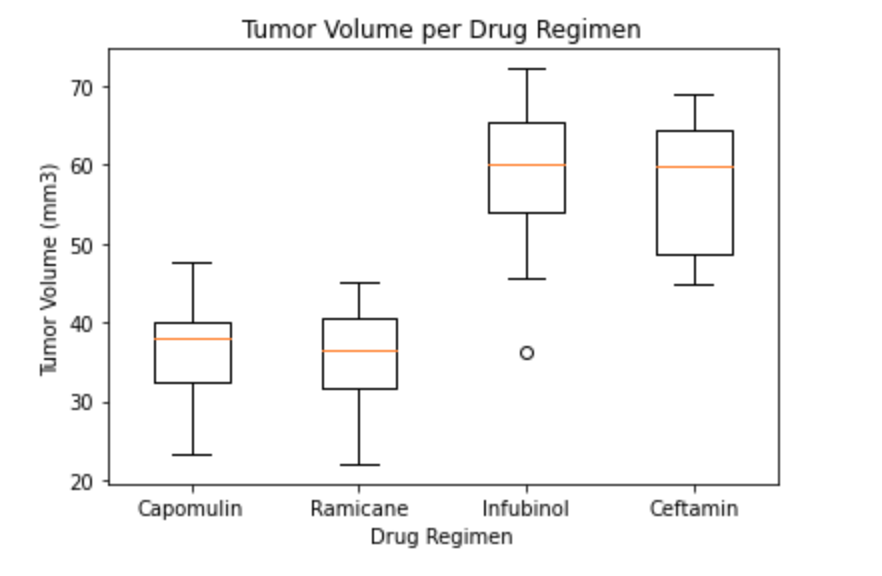 Tumor Volume per Drug Regimen
70
60
50
40
30
20
Tumor Volume (mm3)
Capomulin Ramicane Infubinol Ceftamin
Drug Regimen